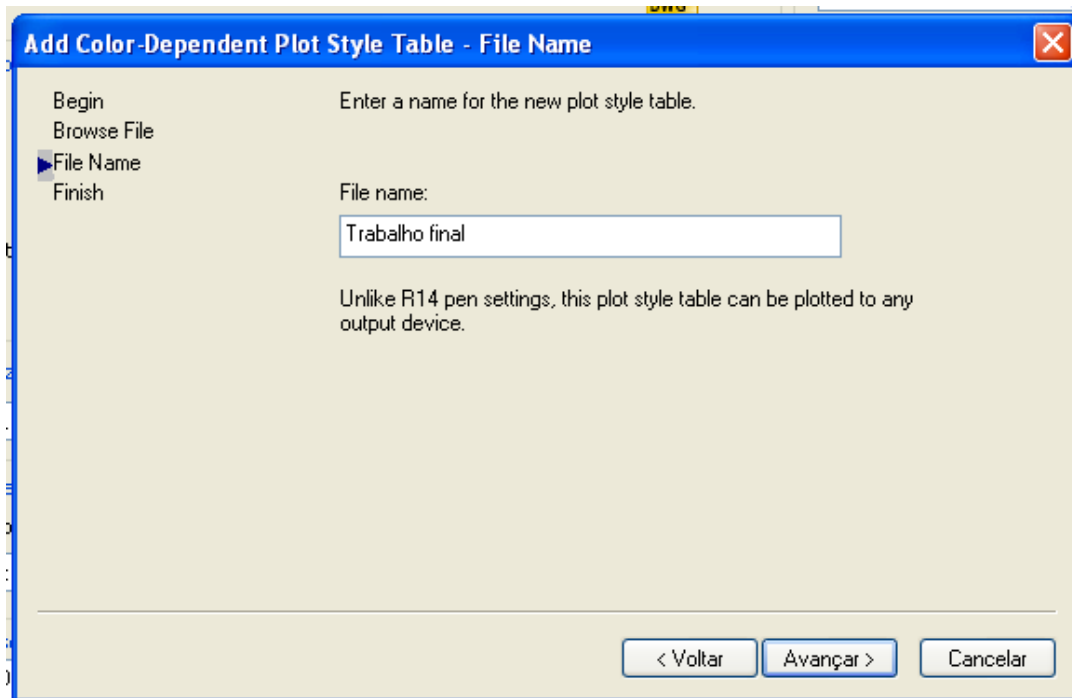 DWG
Add Color-Dependent Plot Style Table - File Name
Begin
Browse File
File Name
Finish
Enter a name for the new plot style table.
File name:
Trabalho final
Unlike R14 pen settings, this plot style table can be plotted to any
output device.
< Voltar
Avançar >
Cancelar